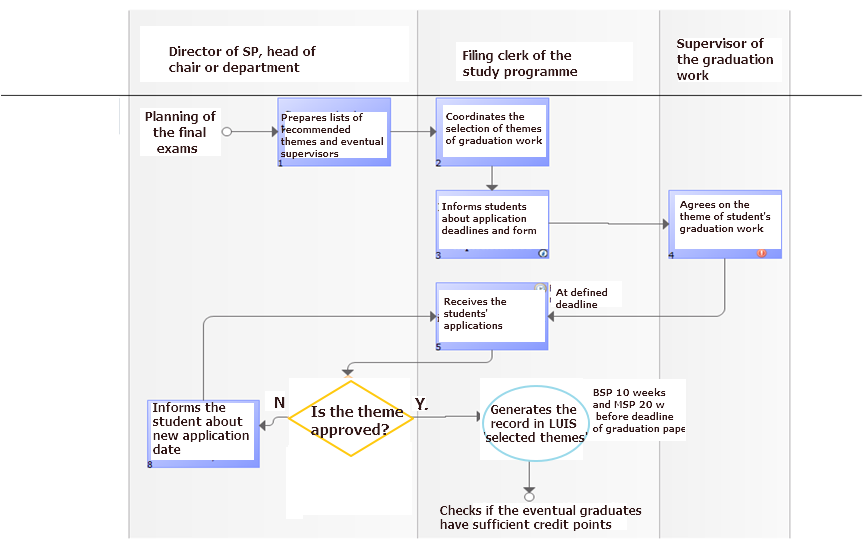 Director of SP, head of
chair or department
Filing clerk of the
study programme
Supervisor of
the graduation
work
Planning of
the final
exams
Prepares lists of
recommended
themes and eventual
supervisors
1
Coordinates the
selection of themes
of graduation work
2
Informs students
about application
deadlines and form
3
Agrees on the
theme of student's
graduation work
4
Receives the
students'
applications
5
At defined
deadline
Is the theme
approved?
N
Y.
Informs the
student about
new application
date
8
Generates the
record in LUIS
'selected themes'
BSP 10 weeks
and MSP 20 w
before deadline
of graduation pape
Checks if the eventual graduates
have sufficient credit points